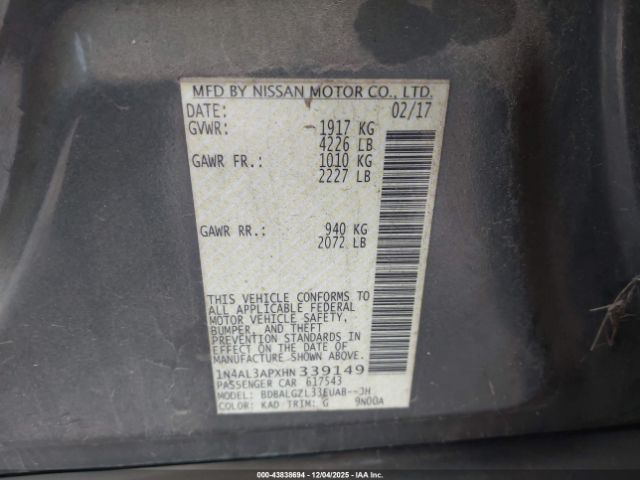 MFD BY NISSAN MOTOR CO., LTD.
DATE: 02/17
GVWR: 1917 KG
4226 LB
GAWR FR.: 1010 KG
2227 LB
GAWR RR.: 940 KG
2072 LB
THIS VEHICLE CONFORMS TO
ALL APPLICABLE FEDERAL
MOTOR VEHICLE SAFETY,
BUMPER, AND THEFT
PREVENTION STANDARDS IN
EFFECT ON THE DATE OF
MANUFACTURE SHOWN ABOVE.
1N4AL3APXHN339149
PASSENGER CAR 617543
MODEL: BDBALGZL33EUAB--JH
COLOR: KAD TRIM: G 9N00A
000-43838694 - 12/04/2025 - IAA Inc.